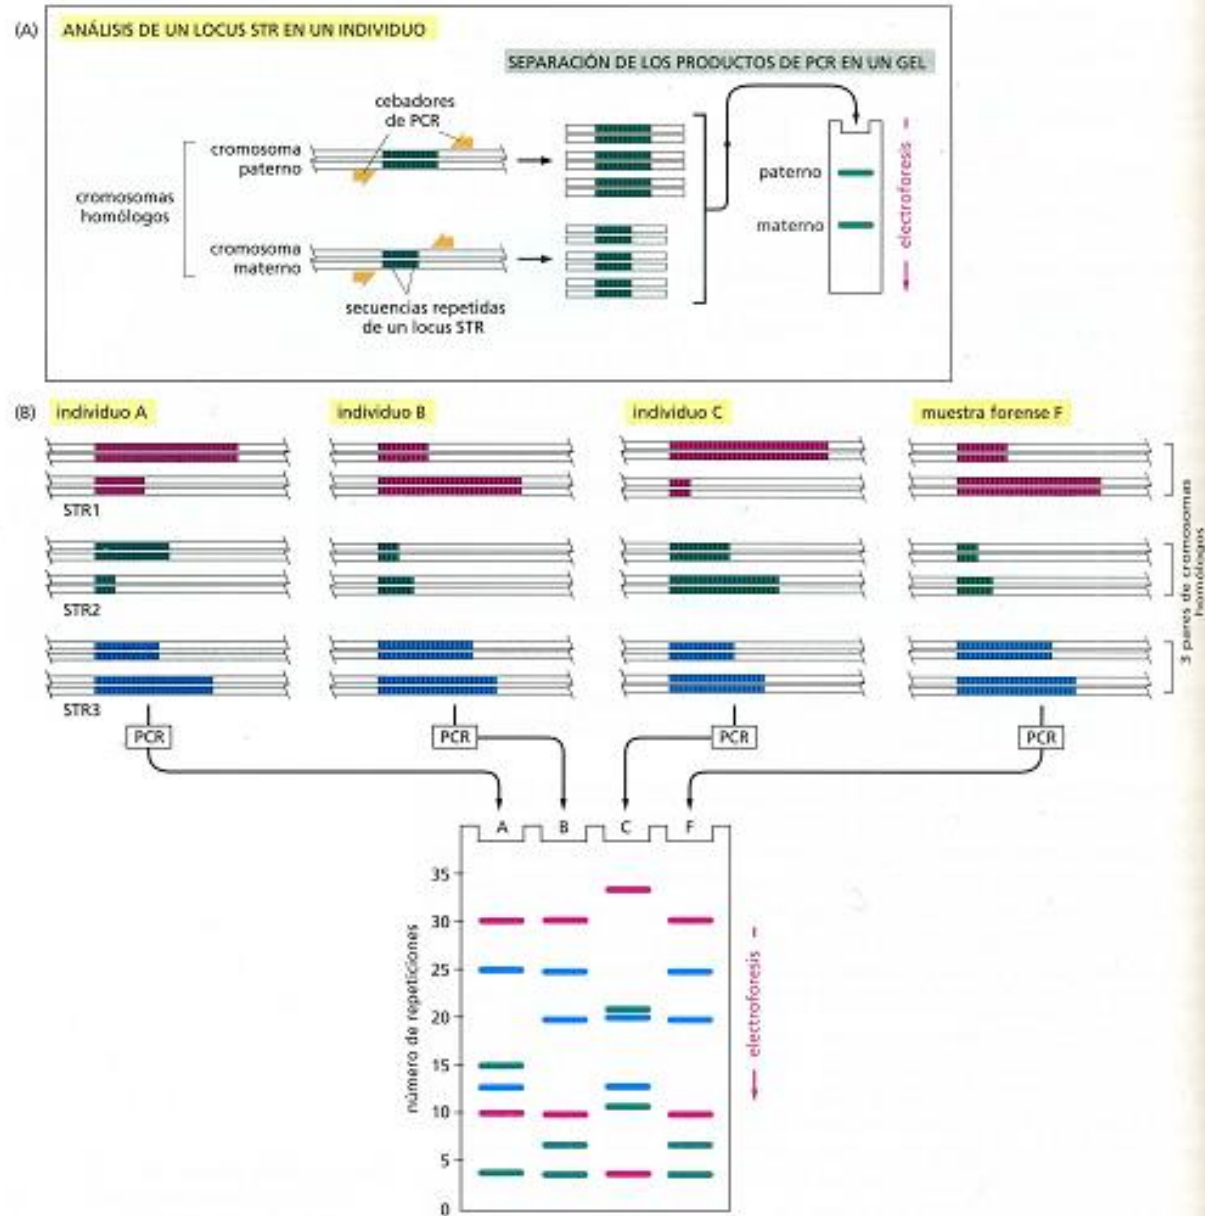 (A) ANÁLISIS DE UN LOCUS STR EN UN INDIVIDUO
SEPARACIÓN DE LOS PRODUCTOS DE PCR EN UN GEL
cebadores
de PCR
cromosoma
paterno
cromosomas
homólogos
cromosoma
materno
secuencias repetidas
de un locus STR
paterno
materno
electroforesis
(B) individuo A
individuo B
individuo C
muestra forense F
STR1
STR2
STR3
3 pares de cromosomas
homólogos
PCR
PCR
PCR
PCR
A B C F
número de repeticiones
35
30
25
20
15
10
5
0
electroforesis